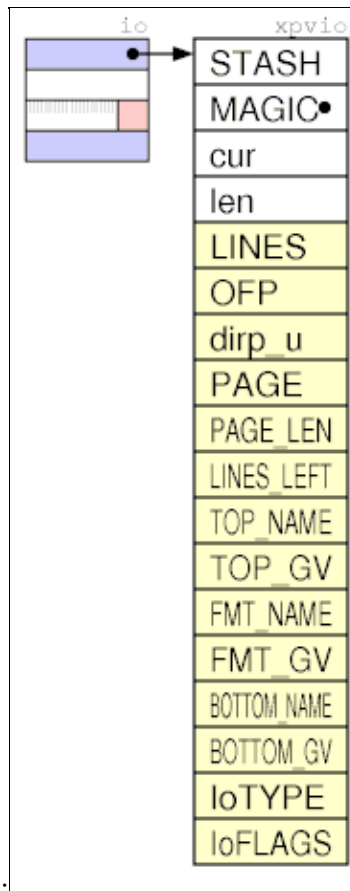 io
xpvio
STASH
MAGIC
cur
len
LINES
OFP
dirp_u
PAGE
PAGE_LEN
LINES_LEFT
TOP_NAME
TOP_GV
FMT_NAME
FMT_GV
BOTTOM_NAME
BOTTOM_GV
IoTYPE
IoFLAGS
.